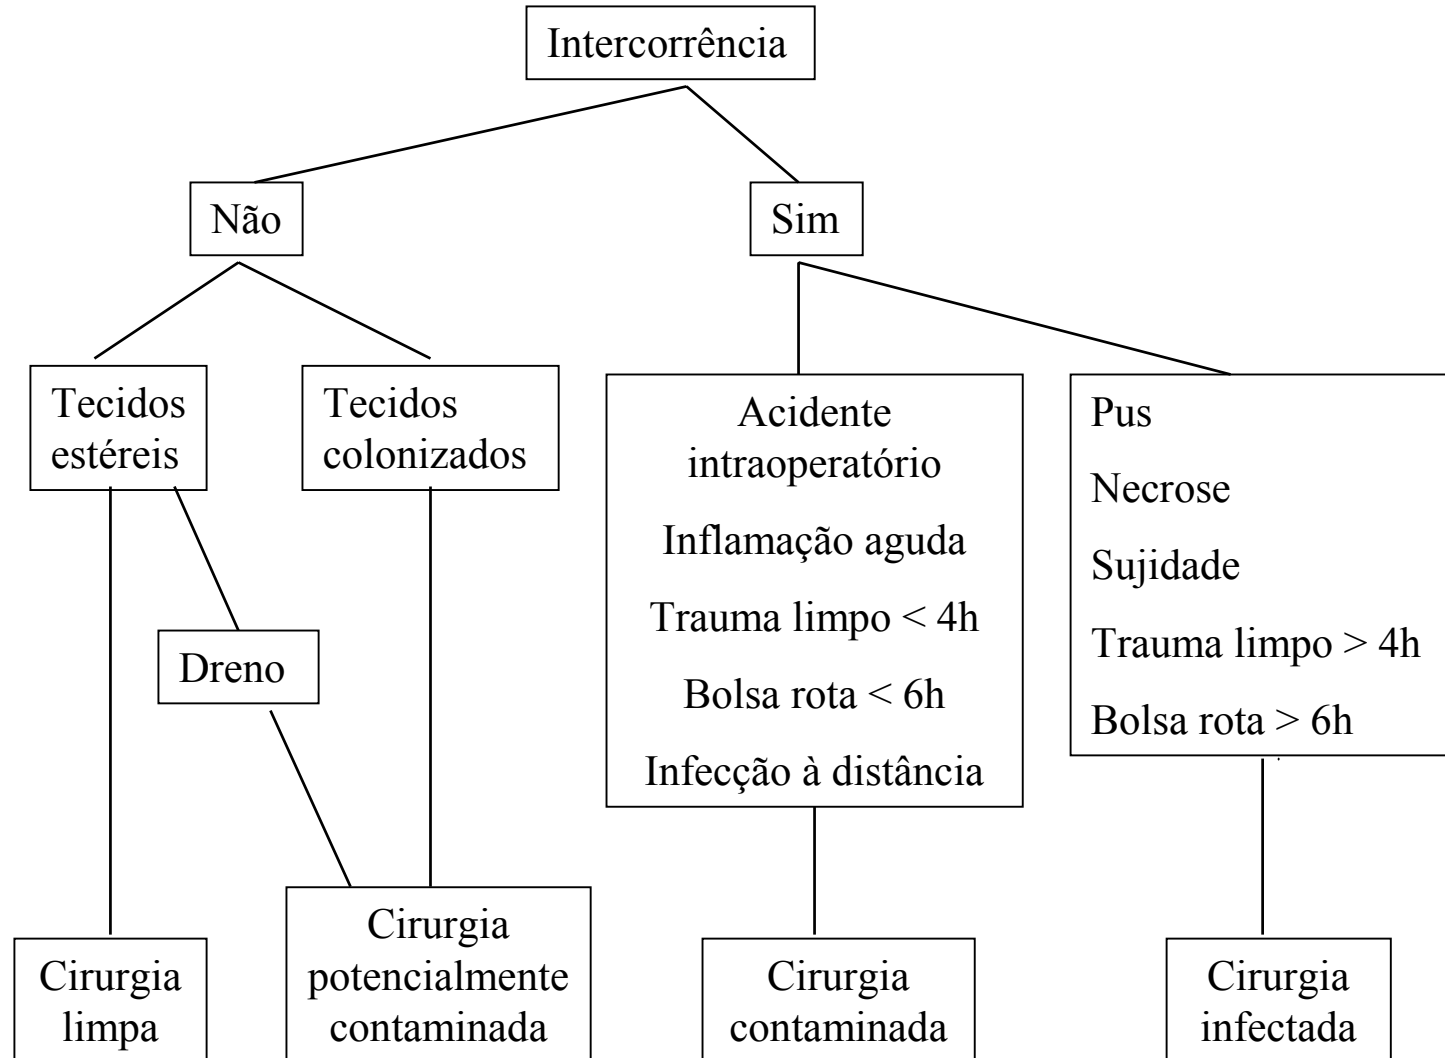 Intercorrência
Não
Sim
Tecidos
estéreis
Tecidos
colonizados
Acidente
intraoperatório
Inflamação aguda
Trauma limpo < 4h
Bolsa rota < 6h
Infecção à distância
Pus
Necrose
Sujidade
Trauma limpo > 4h
Bolsa rota > 6h
Dreno
Cirurgia
limpa
Cirurgia
potencialmente
contaminada
Cirurgia
contaminada
Cirurgia
infectada